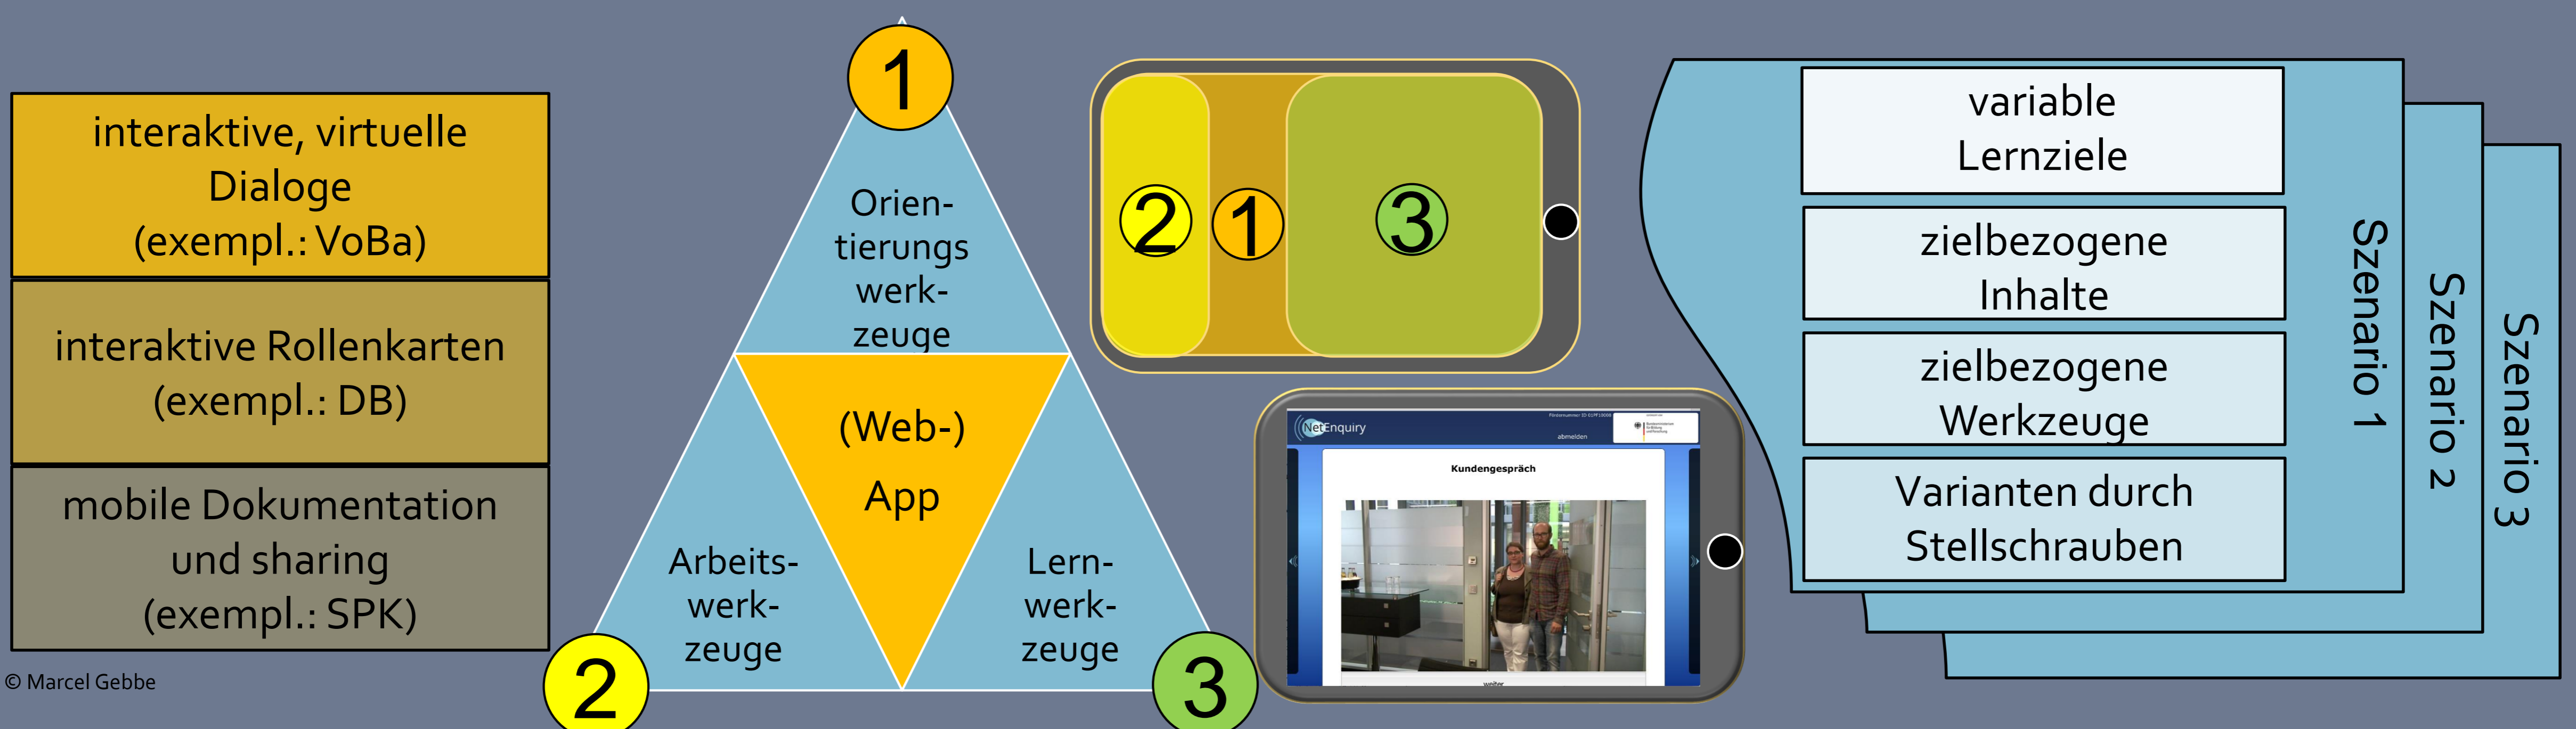 interaktive, virtuelle
Dialoge
(exempl.: VoBa)
interaktive Rollenkarten
(exempl.: DB)
mobile Dokumentation
und sharing
(exempl.: SPK)
© Marcel Gebbe
1
Orien-
tierungs
werk-
zeuge
(Web-)
App
Arbeits-
werk-
zeuge
Lern-
werk-
zeuge
2
3
2
1
3
NetEnquiry
abmelden
Kundengespräch
weiter
variable
Lernziele
zielbezogene
Inhalte
zielbezogene
Werkzeuge
Varianten durch
Stellschrauben
Szenario 1
Szenario 2
Szenario 3